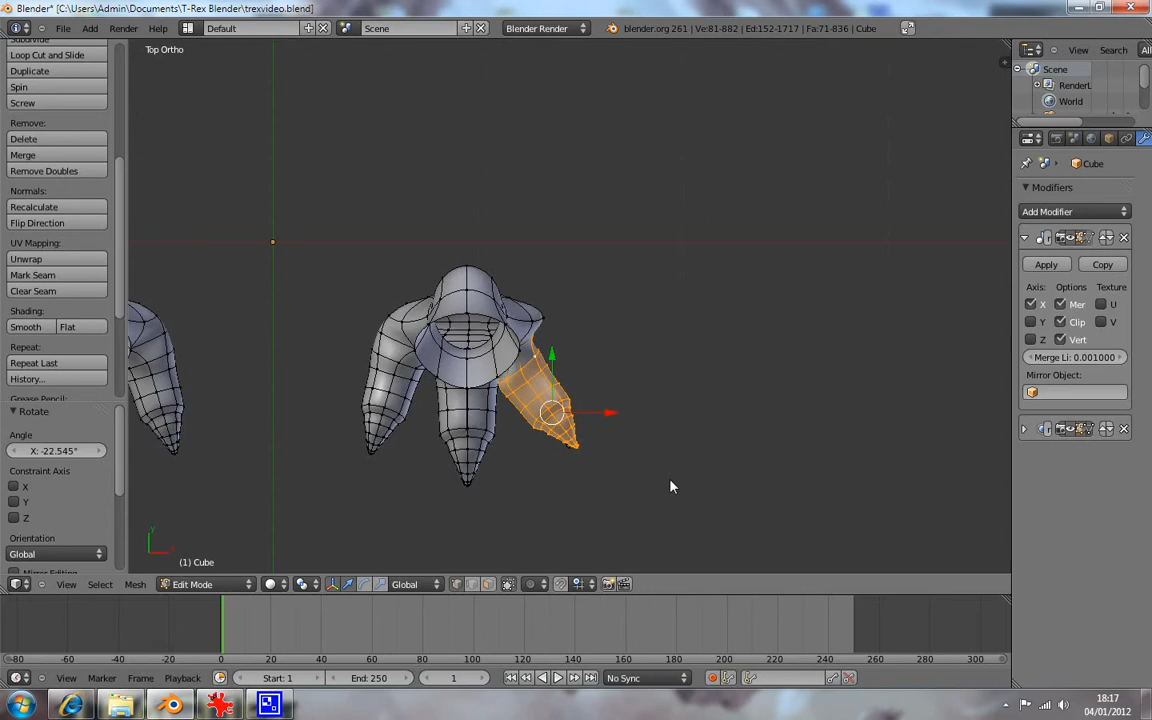 Blender* [C:\Users\Admin\Documents\T-Rex Blender\trexvideo.blend]
File Add Render Help Default Scene Blender Render blender.org 261 | Ve:81-882 | Ed:152-1717 | Fa:71-836 | Cube
View Search All
Top Ortho
Loop Cut and Slide
Duplicate
Spin
Screw
Remove:
Delete
Merge
Remove Doubles
Normals:
Recalculate
Flip Direction
UV Mapping:
Unwrap
Mark Seam
Clear Seam
Shading:
Smooth Flat
Repeat:
Repeat Last
History...
Rotate
Angle
X: -22.545°
Constraint Axis
X
Y
Z
Orientation
Global
Scene
RenderL
World
Cube
Modifiers
Add Modifier
Apply Copy
Axis: Options Texture
X Mer U
Y Clip V
Z Vert
Merge Li: 0.001000
Mirror Object:
Y
X
(1) Cube
View Select Mesh Edit Mode Global
-80 -60 -40 -20 0 20 40 60 80 100 120 140 160 180 200 220 240 260 280 300
View Marker Frame Playback Start: 1 End: 250 1 No Sync
18:17
04/01/2012